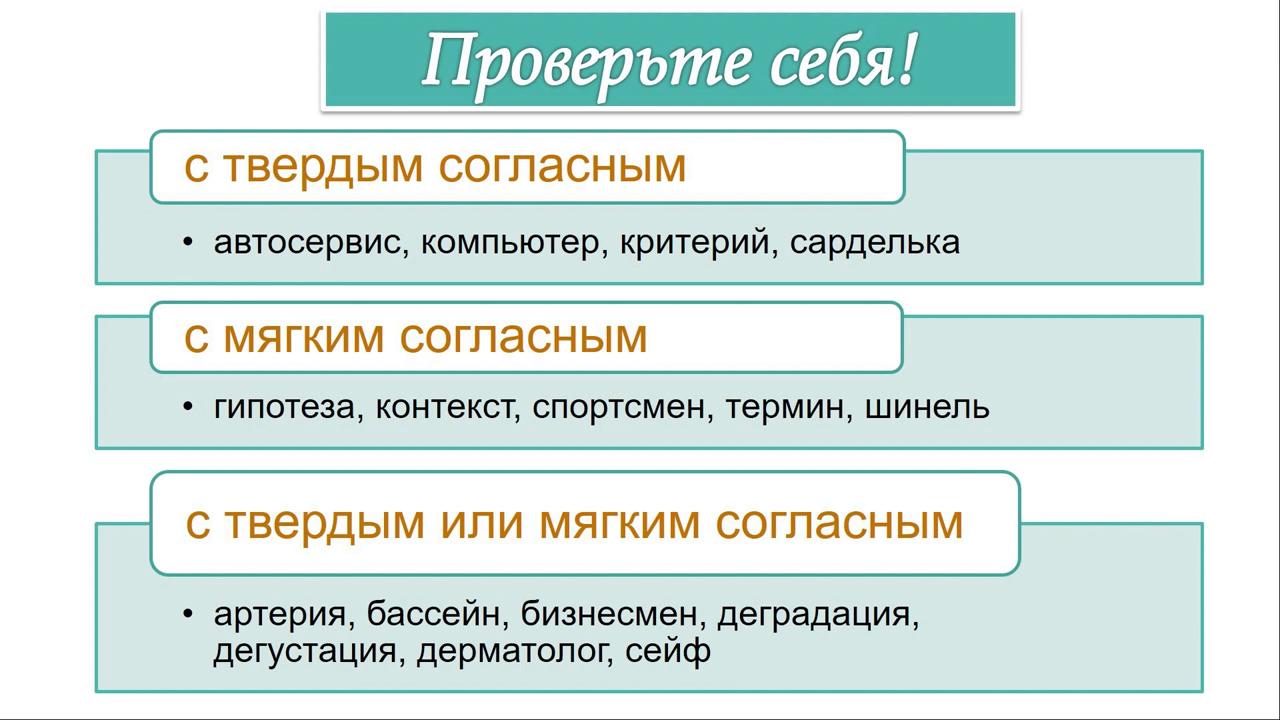 Проверьте себя!
с твердым согласным
• автосервис, компьютер, критерий, сарделька
с мягким согласным
• гипотеза, контекст, спортсмен, термин, шинель
с твердым или мягким согласным
• артерия, бассейн, бизнесмен, деградация,
дегустация, дерматолог, сейф